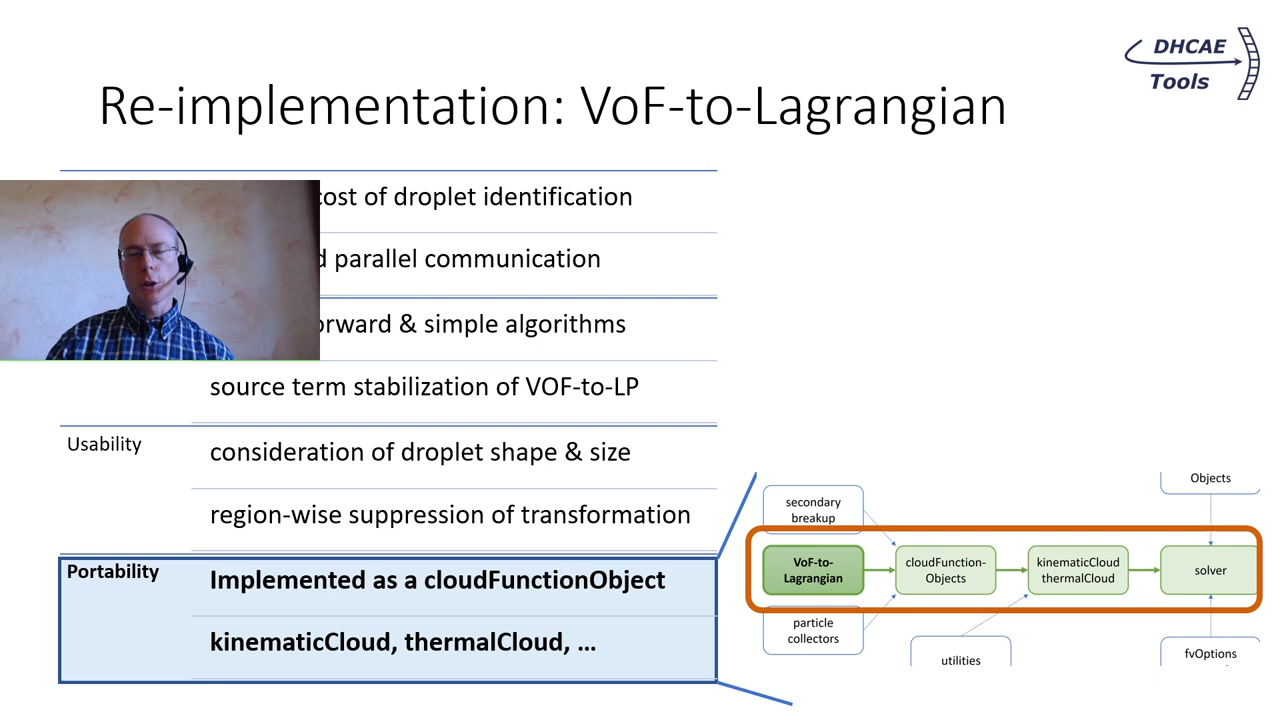 DHCAE
Tools
Re-implementation: VoF-to-Lagrangian
cost of droplet identification
parallel communication
& simple algorithms
source term stabilization of VOF-to-LP
Usability
consideration of droplet shape & size
region-wise suppression of transformation
Portability
Implemented as a cloudFunctionObject
kinematicCloud, thermalCloud, ...
Objects
secondary
breakup
VoF-to-
Lagrangian
cloudFunction-
Objects
kinematicCloud
thermalCloud
solver
particle
collectors
utilities
fvOptions